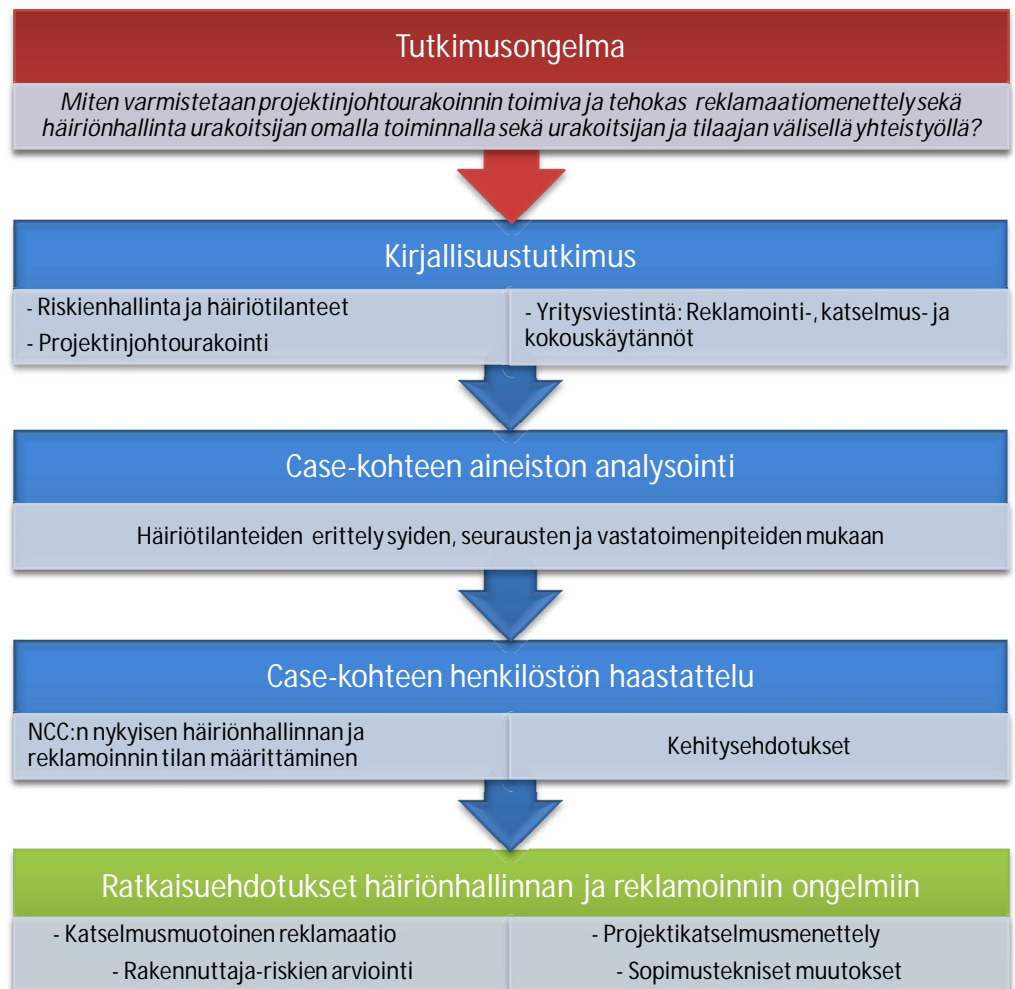 Tutkimusongelma
Miten varmistetaan projektinjohtourakoinnin toimiva ja tehokas reklamaatiomenettely sekä
häiriönhallinta urakoitsijan omalla toiminnalla sekä urakoitsijan ja tilaajan välisellä yhteistyöllä?
Kirjallisuustutkimus
- Riskienhallinta ja häiriötilanteet
- Projektinjohtourakointi
- Yritysviestintä: Reklamointi-, katselmus- ja
kokouskäytännöt
Case-kohteen aineiston analysointi
Häiriötilanteiden erittely syiden, seurausten ja vastatoimenpiteiden mukaan
Case-kohteen henkilöstön haastattelu
NCC:n nykyisen häiriönhallinnan ja
reklamoinnin tilan määrittäminen
Kehitysehdotukset
Ratkaisuehdotukset häiriönhallinnan ja reklamoinnin ongelmiin
- Katselmusmuotoinen reklamaatio
- Rakennuttaja-riskien arviointi
- Projektikatselmusmenettely
- Sopimustekniset muutokset